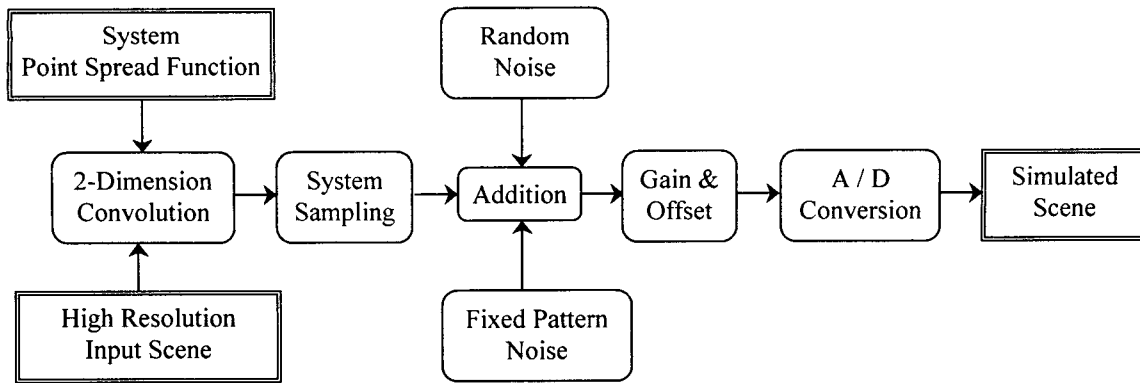 System
Point Spread Function
Random
Noise
2-Dimension
Convolution
System
Sampling
Addition
Gain &
Offset
A / D
Conversion
Simulated
Scene
High Resolution
Input Scene
Fixed Pattern
Noise